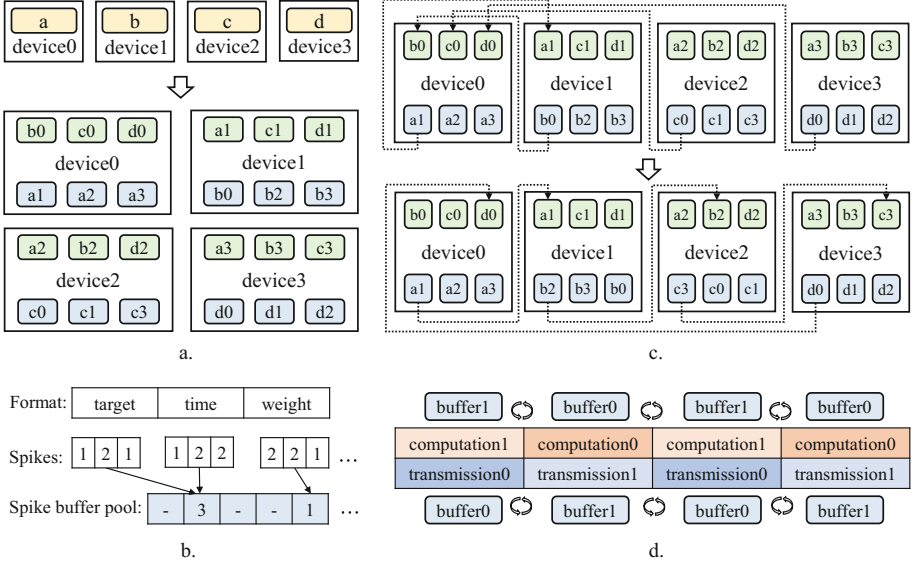 a b c d
device0 device1 device2 device3
b0 c0 d0
device0
a1 a2 a3
a1 c1 d1
device1
b0 b2 b3
a2 b2 d2
device2
c0 c1 c3
a3 b3 c3
device3
d0 d1 d2
a.
b0 c0 d0 a1 c1 d1 a2 b2 d2 a3 b3 c3
device0 device1 device2 device3
a1 a2 a3 b0 b2 b3 c0 c1 c3 d0 d1 d2
b0 c0 d0 a1 c1 d1 a2 b2 d2 a3 b3 c3
device0 device1 device2 device3
a1 a2 a3 b2 b3 b0 c3 c0 c1 d0 d1 d2
c.
Format: target time weight
Spikes: 1 2 1 1 2 2 2 2 1 ...
Spike buffer pool: - 3 - - 1 ...
b.
buffer1 buffer0 buffer1 buffer0
computation1 computation0 computation1 computation0
transmission0 transmission1 transmission0 transmission1
buffer0 buffer1 buffer0 buffer1
d.